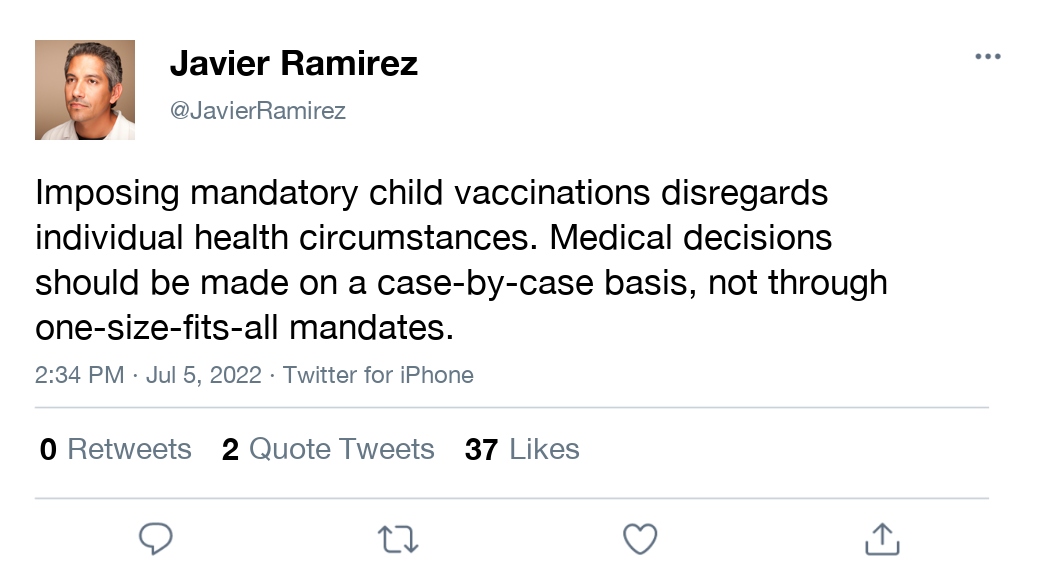 Javier Ramirez
@JavierRamirez
Imposing mandatory child vaccinations disregards
individual health circumstances. Medical decisions
should be made on a case-by-case basis, not through
one-size-fits-all mandates.
2:34 PM · Jul 5, 2022 · Twitter for iPhone
0 Retweets 2 Quote Tweets 37 Likes